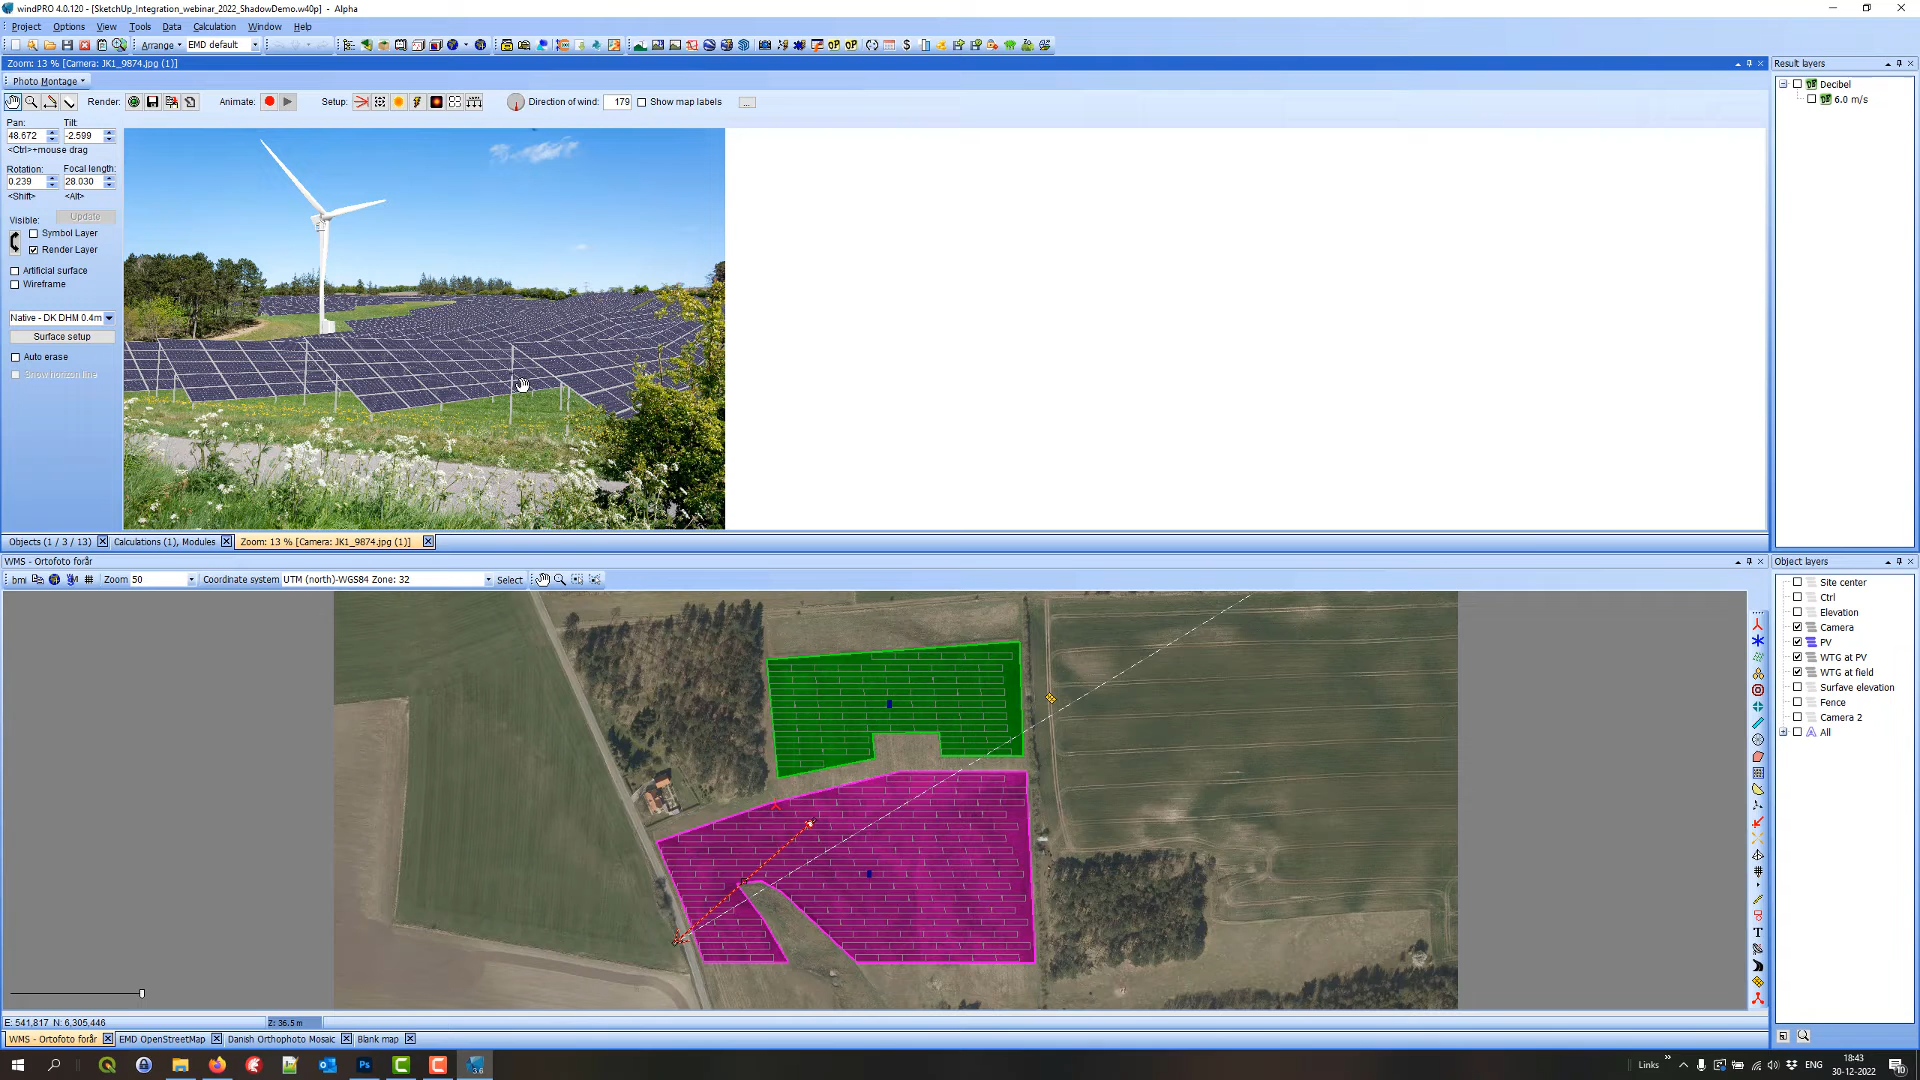 windPRO 4.0.120 - [SketchUp_Integration_webinar_2022_ShadowDemo.w40p] - Alpha
Project Options View Tools Data Calculation Window Help
Arrange EMD default
Zoom: 13 % [Camera: JK1_9874.jpg (1)]
Photo Montage
Render: Animate: Setup: Direction of wind: 179 Show map labels ...
Pan: Tilt:
48.672 -2.599
<Ctrl>+mouse drag
Rotation: Focal length:
0.239 28.030
<Shift> <Alt>
Visible: Update
Symbol Layer
Render Layer
Artificial surface
Wireframe
Native - DK DHM 0.4m
Surface setup
Auto erase
Show horizon line
Objects (1 / 3 / 13) Calculations (1), Modules Zoom: 13 % [Camera: JK1_9874.jpg (1)]
Result layers
Decibel
6.0 m/s
WMS - Ortofoto forår
bmi Zoom 50 Coordinate system UTM (north)-WGS84 Zone: 32 Select
Object layers
Site center
Ctrl
Elevation
Camera
PV
WTG at PV
WTG at field
Surfave elevation
Fence
Camera 2
All
E: 541,817 N: 6,305,446 Z: 36.5 m
WMS - Ortofoto forår EMD OpenStreetMap Danish Orthophoto Mosaic Blank map
Links ENG 18:43
30-12-2022